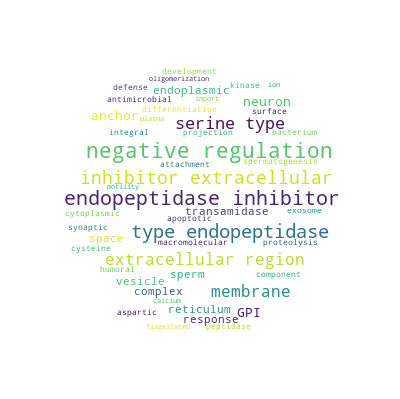 development
oligomerization
defense endoplasmic kinase ion
antimicrobial import
differentiation neuron
anchor plasma serine type surface
integral projection bacterium
negative regulation
attachment spermatogenesis
inhibitor extracellular
motility
endopeptidase inhibitor
cytoplasmic transamidase exosome
apoptotic
synaptic type endopeptidase
space macromolecular proteolysis
cysteine
extracellular region
humoral sperm component
vesicle
complex membrane
calcium
aspartic reticulum GPI
response
flagellated peptidase